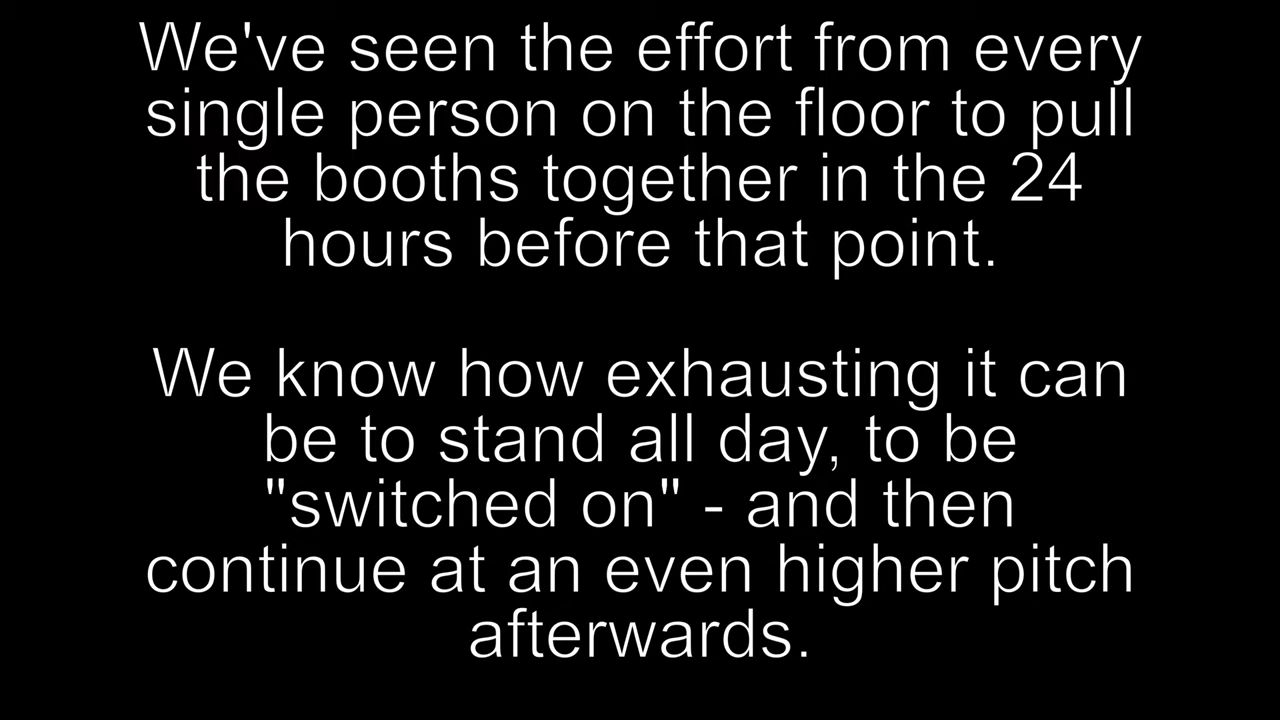 We've seen the effort from every
single person on the floor to pull
the booths together in the 24
hours before that point.
We know how exhausting it can
be to stand all day, to be
"switched on" - and then
continue at an even higher pitch
afterwards.